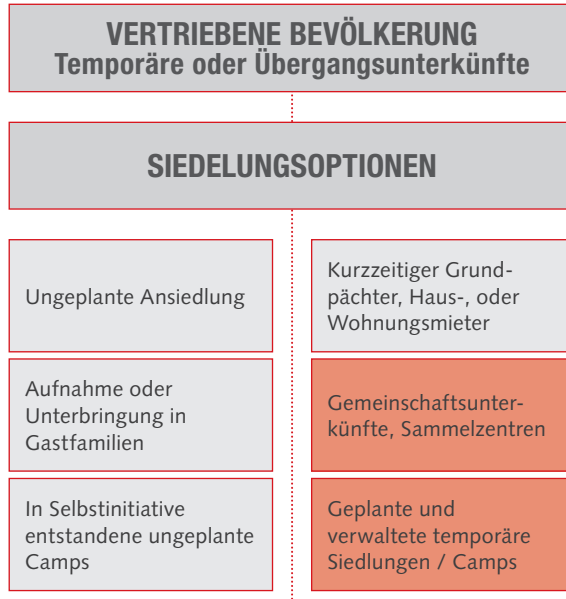 VERTRIEBENE BEVÖLKERUNG
Temporäre oder Übergangsunterkünfte
SIEDELUNGSOPTIONEN
Ungeplante Ansiedlung
Kurzzeitiger Grund-
pächter, Haus-, oder
Wohnungsmieter
Aufnahme oder
Unterbringung in
Gastfamilien
Gemeinschaftsunter-
künfte, Sammelzentren
In Selbstinitiative
entstandene ungeplante
Camps
Geplante und
verwaltete temporäre
Siedlungen / Camps